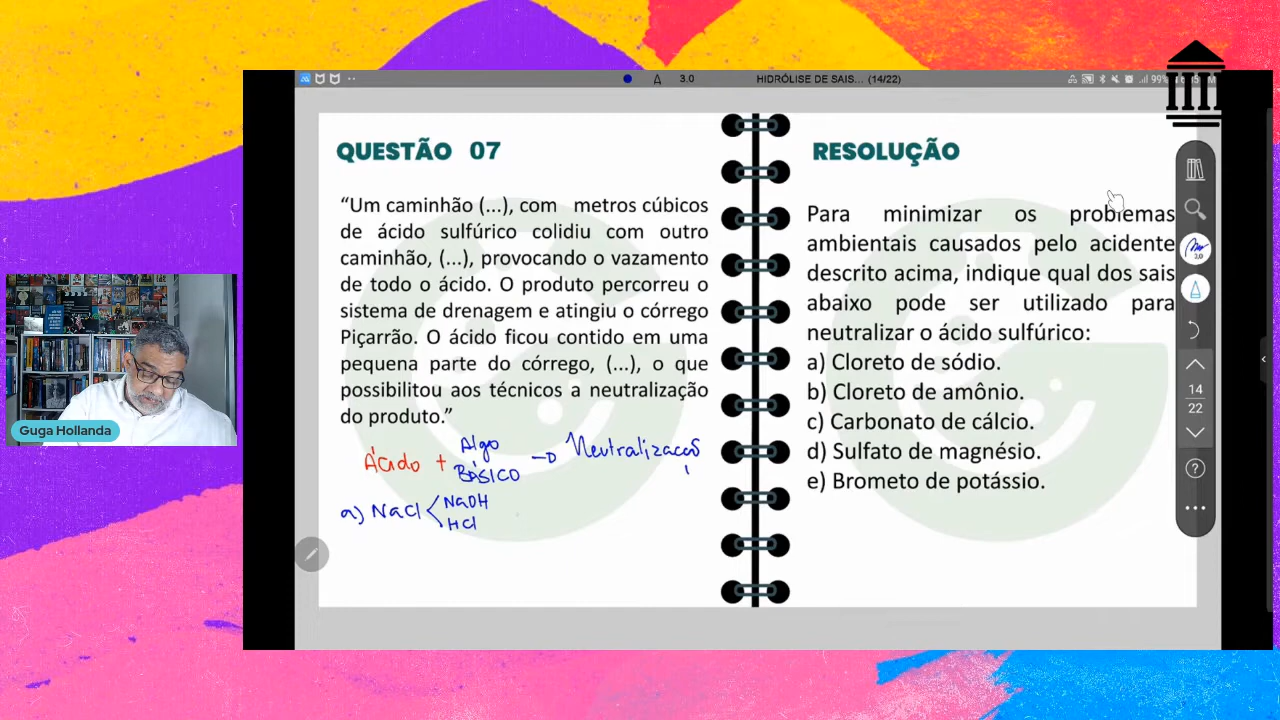 3.0
HIDRÓLISE DE SAIS... (14/22)
99%
QUESTÃO 07
“Um caminhão (...), com metros cúbicos
de ácido sulfúrico colidiu com outro
caminhão, (...), provocando o vazamento
de todo o ácido. O produto percorreu o
sistema de drenagem e atingiu o córrego
Piçarrão. O ácido ficou contido em uma
pequena parte do córrego, (...), o que
possibilitou aos técnicos a neutralização
do produto.”
Ácido + Algo BÁSICO → Neutralização
a) NaCl < NaOH
HCl
RESOLUÇÃO
Para minimizar os problemas
ambientais causados pelo acidente
descrito acima, indique qual dos sais
abaixo pode ser utilizado para
neutralizar o ácido sulfúrico:
a) Cloreto de sódio.
b) Cloreto de amônio.
c) Carbonato de cálcio.
d) Sulfato de magnésio.
e) Brometo de potássio.
3.0
14
22
Guga Hollanda